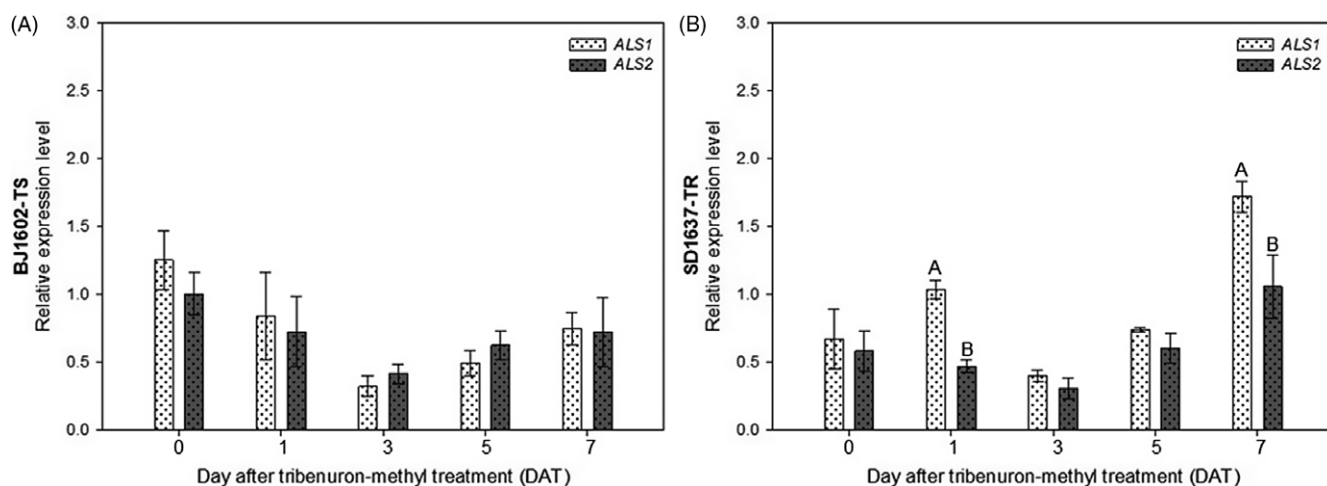 (A)
BJ1602-TS
Relative expression level
3.0
2.5
2.0
1.5
1.0
0.5
0.0
ALS1
ALS2
0 1 3 5 7
Day after tribenuron-methyl treatment (DAT)
(B)
SD1637-TR
Relative expression level
3.0
2.5
2.0
1.5
1.0
0.5
0.0
ALS1
ALS2
A
B
A
B
0 1 3 5 7
Day after tribenuron-methyl treatment (DAT)